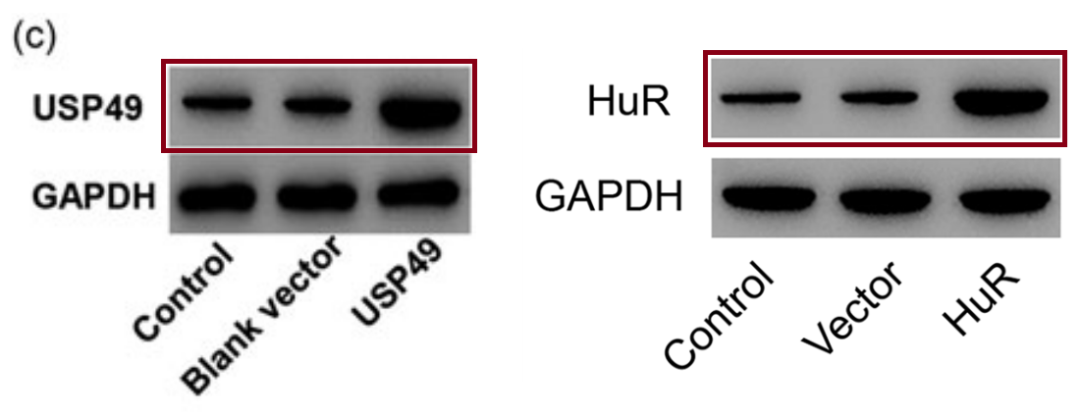 (c)
USP49
GAPDH
Control
Blank vector
USP49
HuR
GAPDH
Control
Vector
HuR